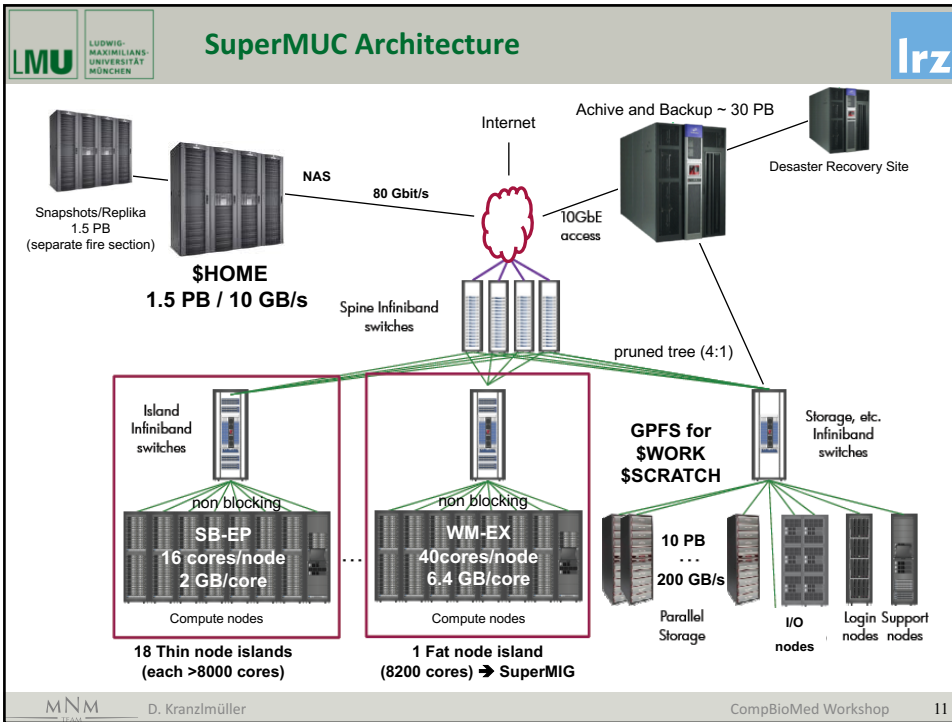 LMU
LUDWIG-
MAXIMILIANS-
UNIVERSITÄT
MÜNCHEN
SuperMUC Architecture
lrz
Internet
Achive and Backup ~ 30 PB
Desaster Recovery Site
NAS
80 Gbit/s
10GbE
access
Snapshots/Replika
1.5 PB
(separate fire section)
$HOME
1.5 PB / 10 GB/s
Spine Infiniband
switches
pruned tree (4:1)
Island
Infiniband
switches
GPFS for
$WORK
$SCRATCH
Storage, etc.
Infiniband
switches
non blocking
SB-EP
16 cores/node
2 GB/core
Compute nodes
...
non blocking
WM-EX
40cores/node
6.4 GB/core
Compute nodes
10 PB
...
200 GB/s
Parallel
Storage
I/O
nodes
Login
nodes
Support
nodes
18 Thin node islands
(each >8000 cores)
1 Fat node island
(8200 cores) ➔ SuperMIG
MNM
TEAM
D. Kranzlmüller
CompBioMed Workshop
11